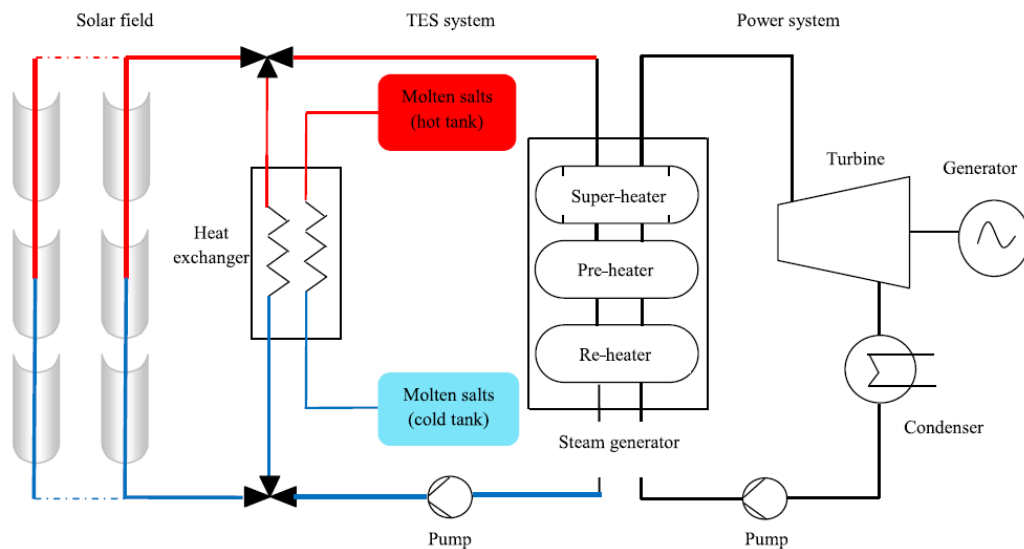 Solar field
TES system
Power system
Molten salts
(hot tank)
Turbine
Generator
Super-heater
Heat
exchanger
Pre-heater
Re-heater
Molten salts
(cold tank)
Condenser
Steam generator
Pump
Pump